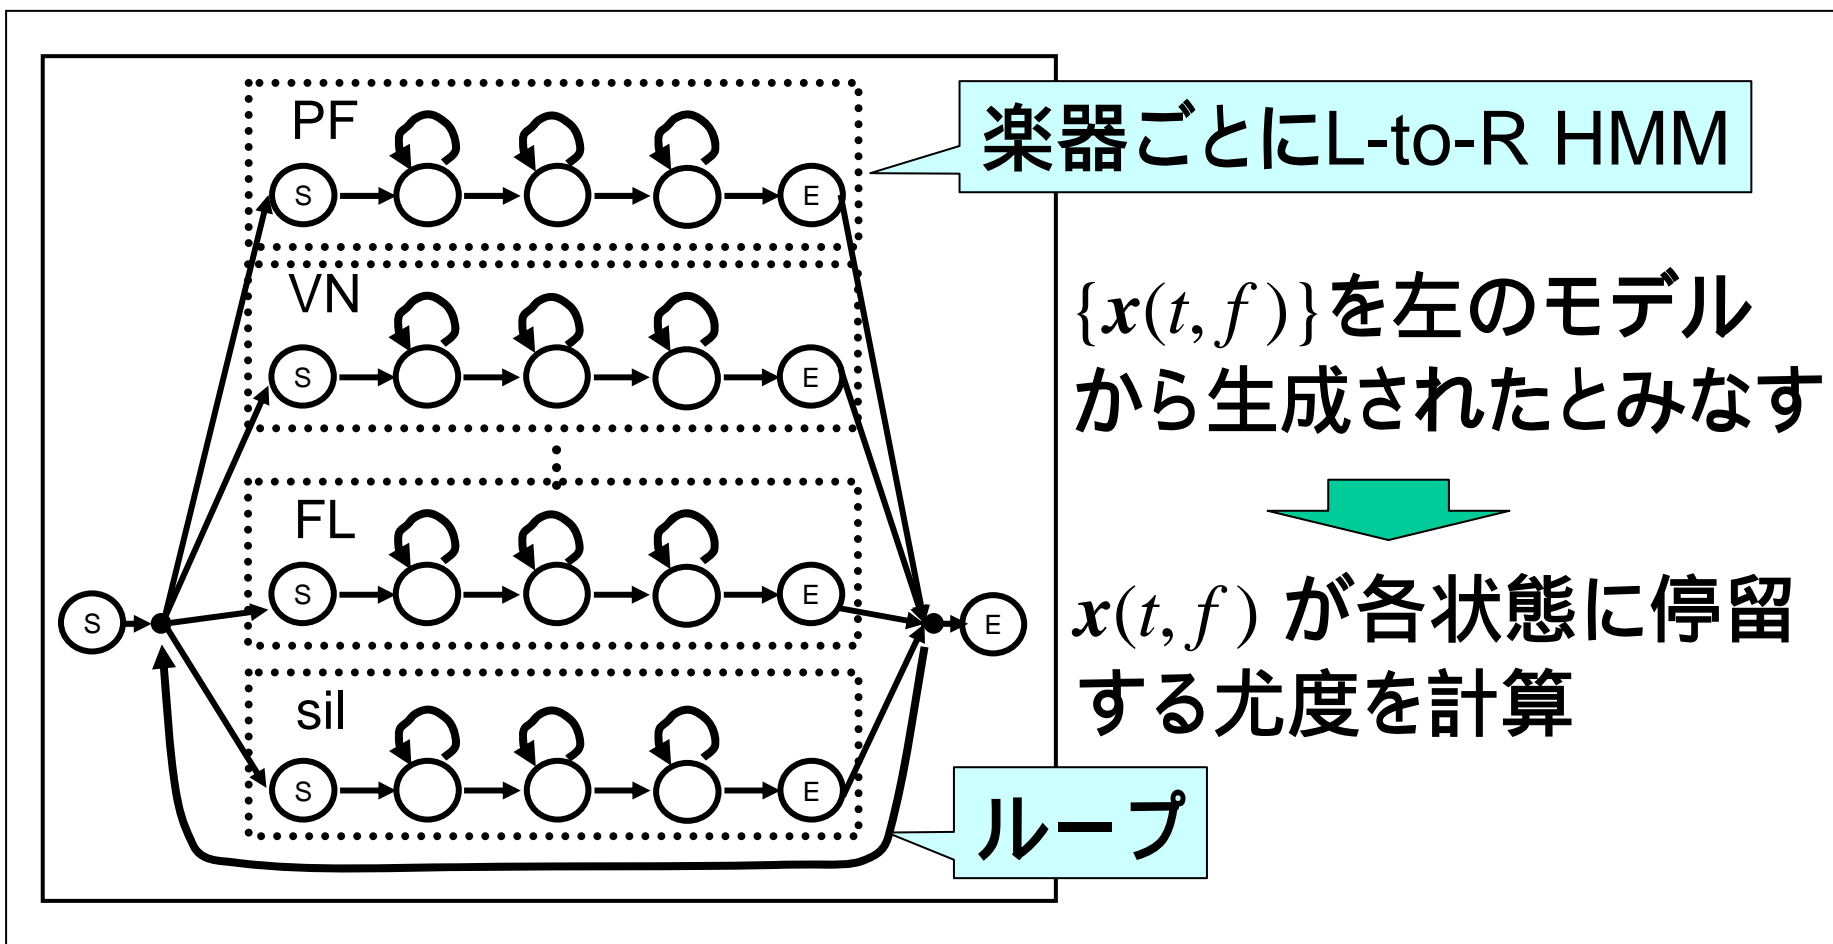 PF
S
E
楽器ごとにL-to-R HMM
VN
S
E
{x(t, f)}を左のモデル
から生成されたとみなす
FL
S
E
S
E
x(t, f) が各状態に停留
する尤度を計算
sil
S
E
ループ